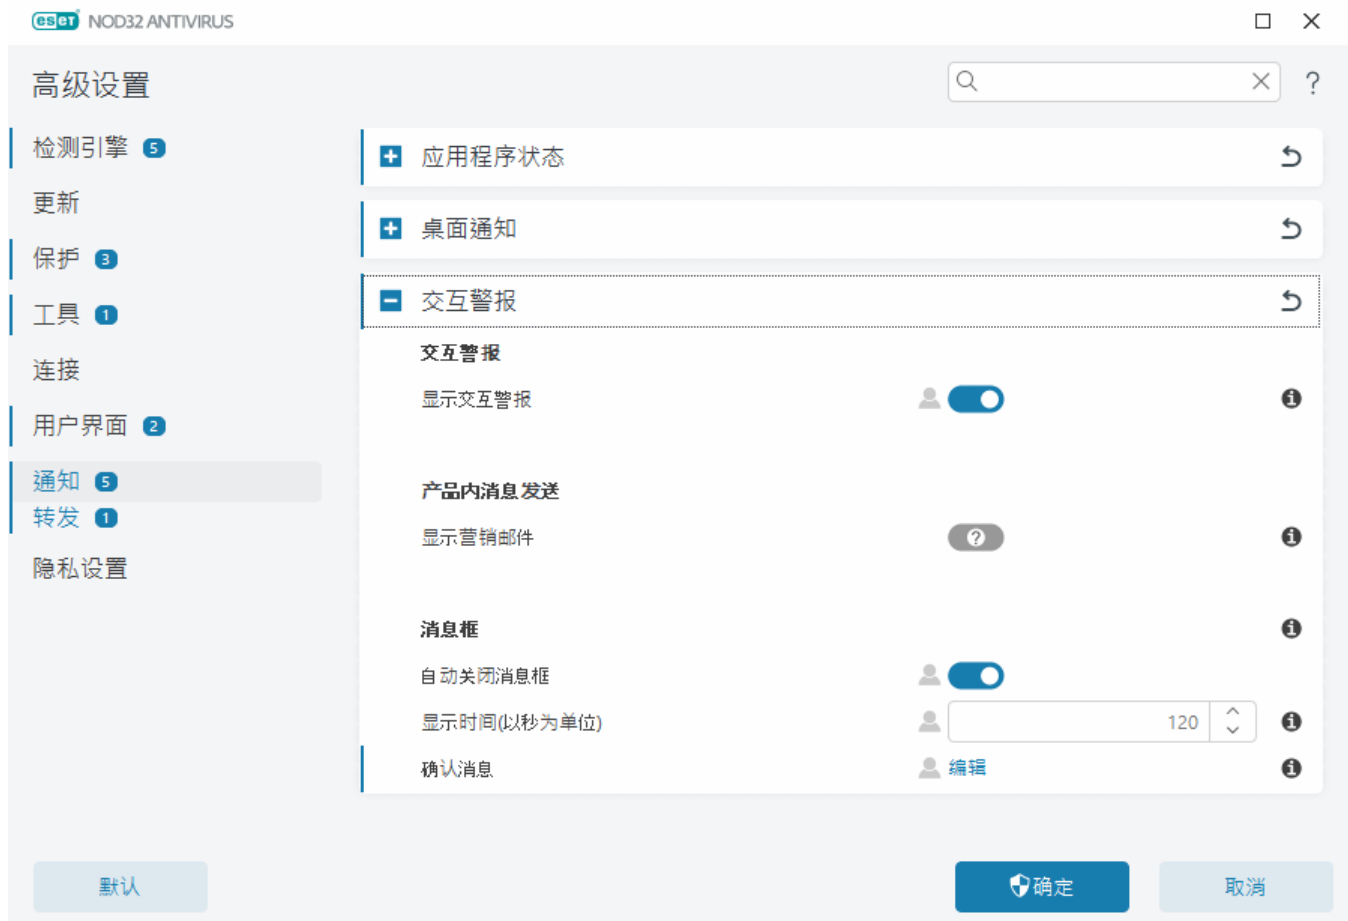 eset NOD32 ANTIVIRUS
高级设置
?
检测引擎 5
更新
保护 3
工具 1
连接
用户界面 2
通知 5
转发 1
隐私设置
应用程序状态
桌面通知
交互警报
交互警报
显示交互警报
产品内消息发送
显示营销邮件
?
消息框
自动关闭消息框
显示时间(以秒为单位) 120
确认消息 编辑
默认 确定 取消